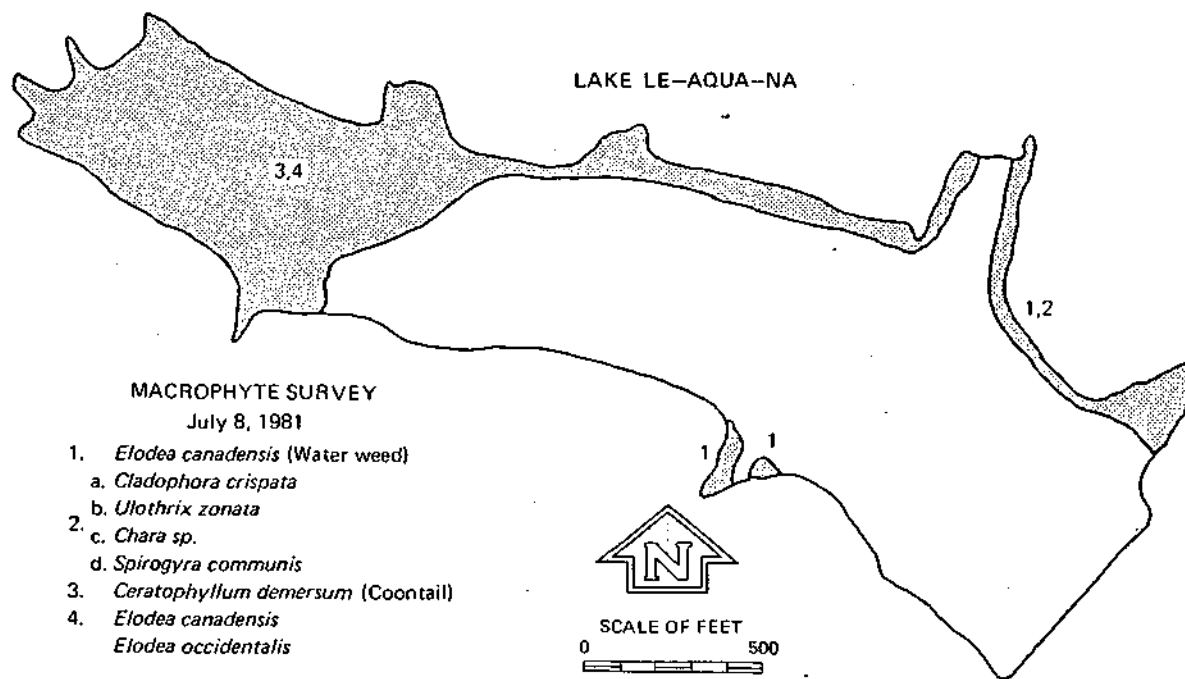 LAKE LE-AQUA-NA
3,4
1,2
MACROPHYTE SURVEY
July 8, 1981
1. Elodea canadensis (Water weed)
a. Cladophora crispata
b. Ulothrix zonata
2.
c. Chara sp.
d. Spirogyra communis
3. Ceratophyllum demersum (Coontail)
4. Elodea canadensis
Elodea occidentalis
1
1
N
SCALE OF FEET
0 500